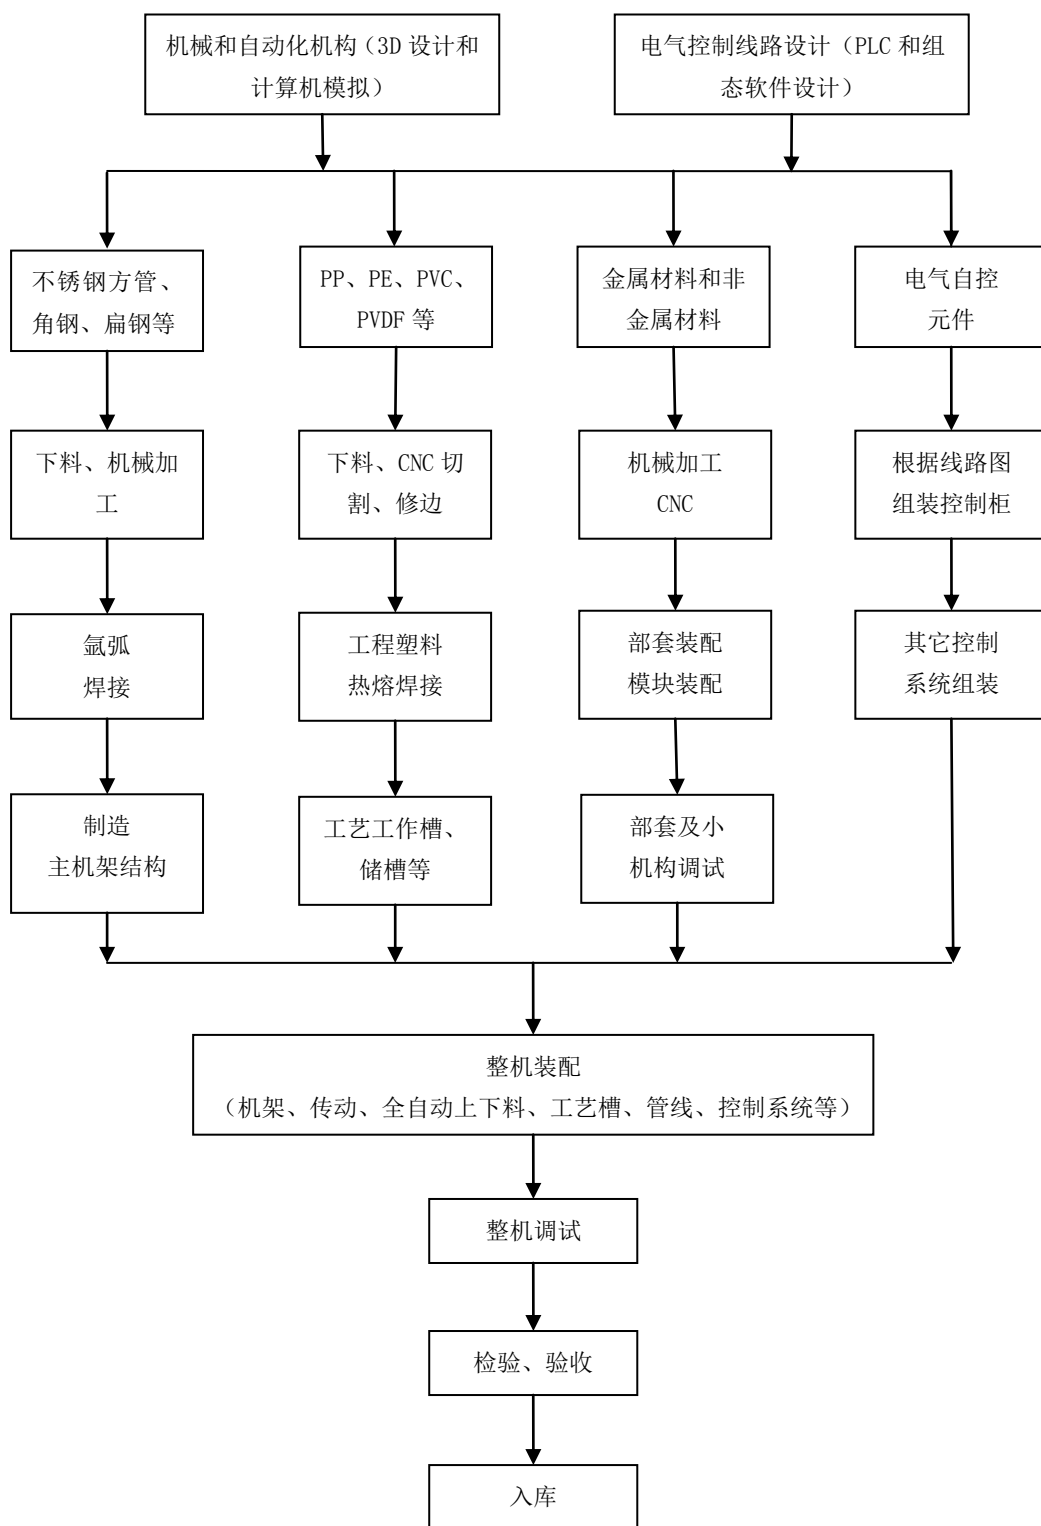 机械和自动化机构（3D 设计和
计算机模拟）
电气控制线路设计（PLC 和组
态软件设计）
不锈钢方管、
角钢、扁钢等
PP、PE、PVC、
PVDF 等
金属材料和非
金属材料
电气自控
元件
下料、机械加
工
下料、CNC 切
割、修边
机械加工
CNC
根据线路图
组装控制柜
氩弧
焊接
工程塑料
热熔焊接
部套装配
模块装配
其它控制
系统组装
制造
主机架结构
工艺工作槽、
储槽等
部套及小
机构调试
整机装配
（机架、传动、全自动上下料、工艺槽、管线、控制系统等）
整机调试
检验、验收
入库